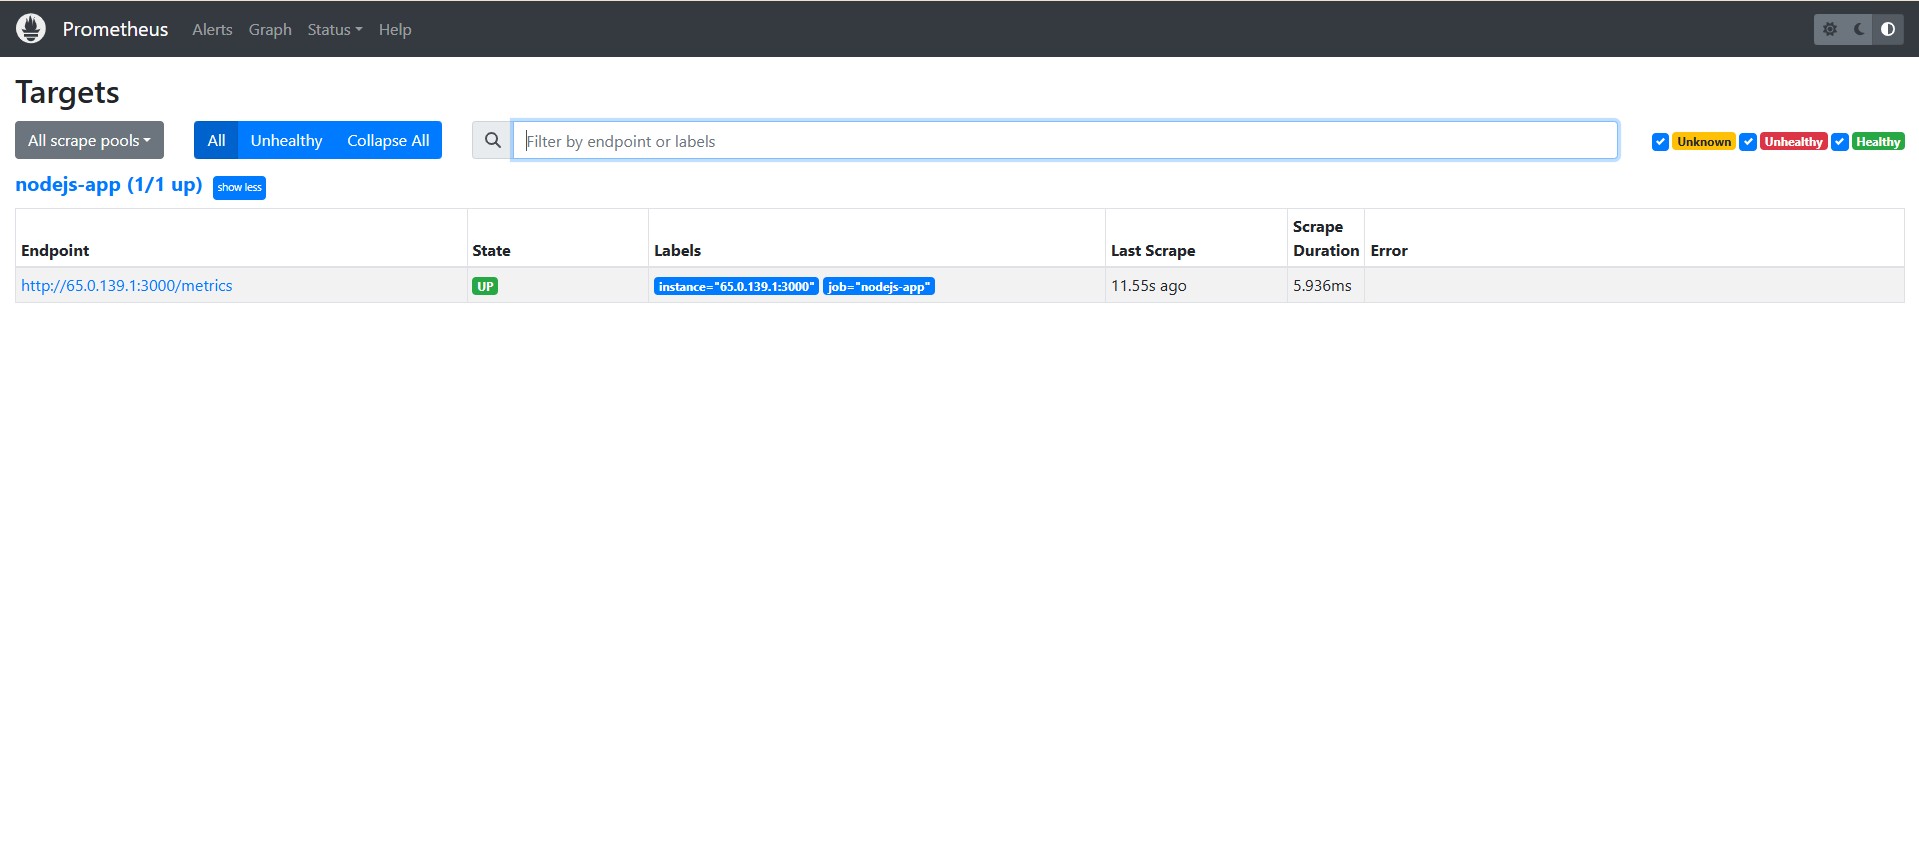 Prometheus Alerts Graph Status Help
Targets
All scrape pools All Unhealthy Collapse All Filter by endpoint or labels Unknown Unhealthy Healthy
nodejs-app (1/1 up) show less
Endpoint State Labels Last Scrape Scrape Duration Error
http://65.0.139.1:3000/metrics UP instance="65.0.139.1:3000" job="nodejs-app" 11.55s ago 5.936ms